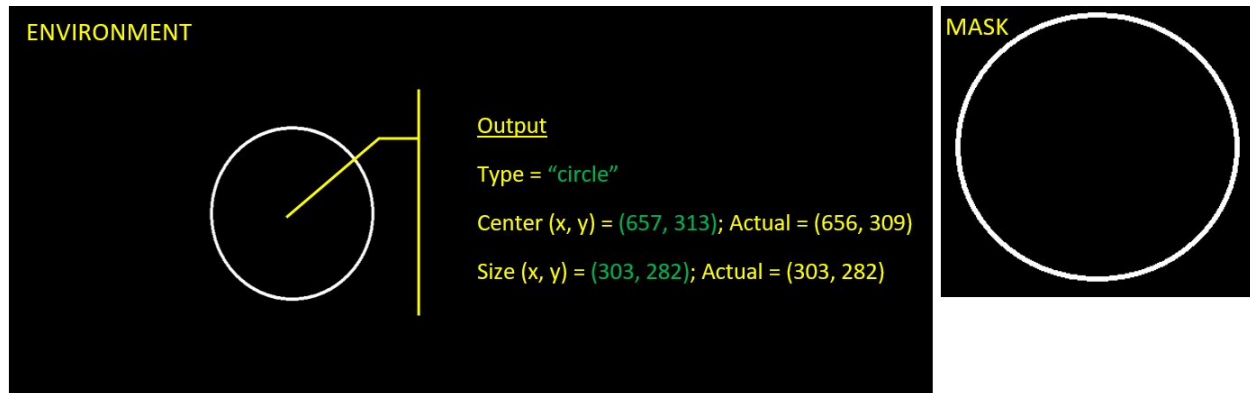 ENVIRONMENT
MASK
Output
Type = “circle”
Center (x, y) = (657, 313); Actual = (656, 309)
Size (x, y) = (303, 282); Actual = (303, 282)